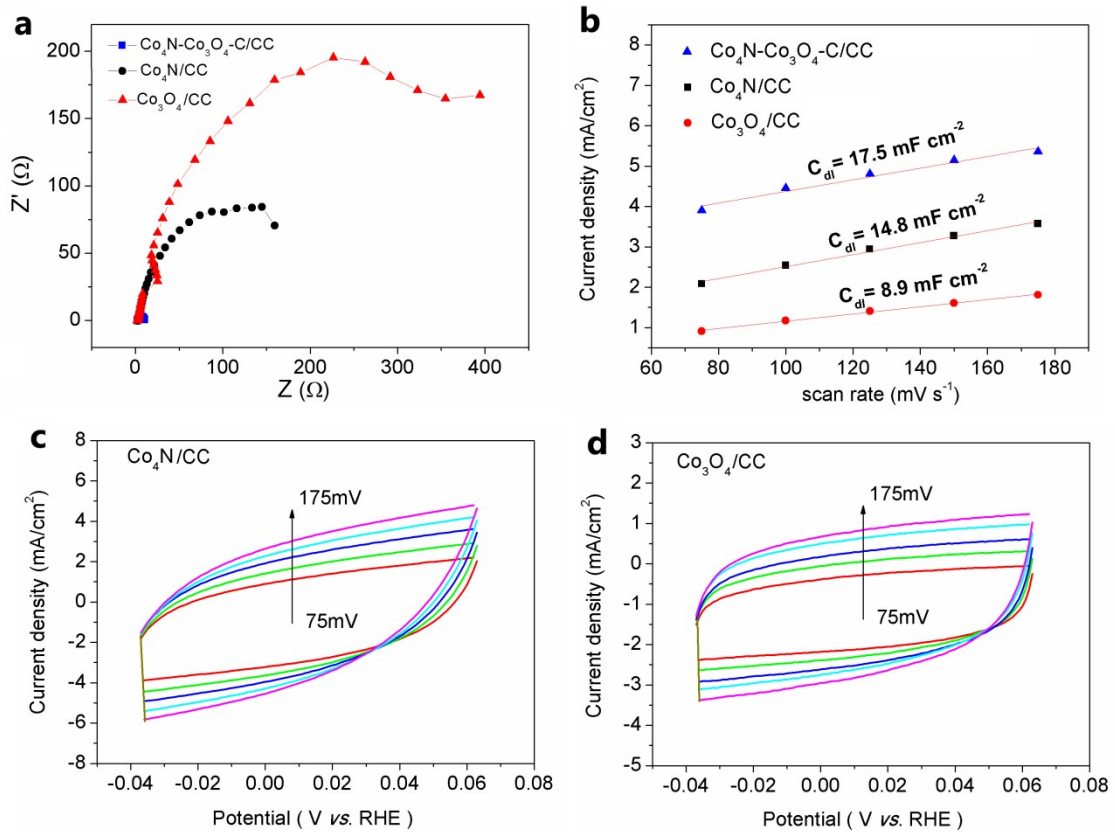 a
Co₄N-Co₃O₄-C/CC
Co₄N/CC
Co₃O₄/CC
200
150
100
50
0
Z' (Ω)
0 100 200 300 400 500
Z (Ω)
b
Co₄N-Co₃O₄-C/CC
Co₄N/CC
Co₃O₄/CC
C_dl = 17.5 mF cm⁻²
C_dl = 14.8 mF cm⁻²
C_dl = 8.9 mF cm⁻²
8
7
6
5
4
3
2
1
Current density (mA/cm²)
60 80 100 120 140 160 180
scan rate (mV s⁻¹)
c
Co₄N/CC
175mV
75mV
8
6
4
2
0
-2
-4
-6
-8
Current density (mA/cm²)
-0.04 -0.02 0.00 0.02 0.04 0.06 0.08
Potential ( V vs. RHE )
d
Co₃O₄/CC
175mV
75mV
3
2
1
0
-1
-2
-3
-4
-5
Current density (mA/cm²)
-0.04 -0.02 0.00 0.02 0.04 0.06 0.08
Potential ( V vs. RHE )